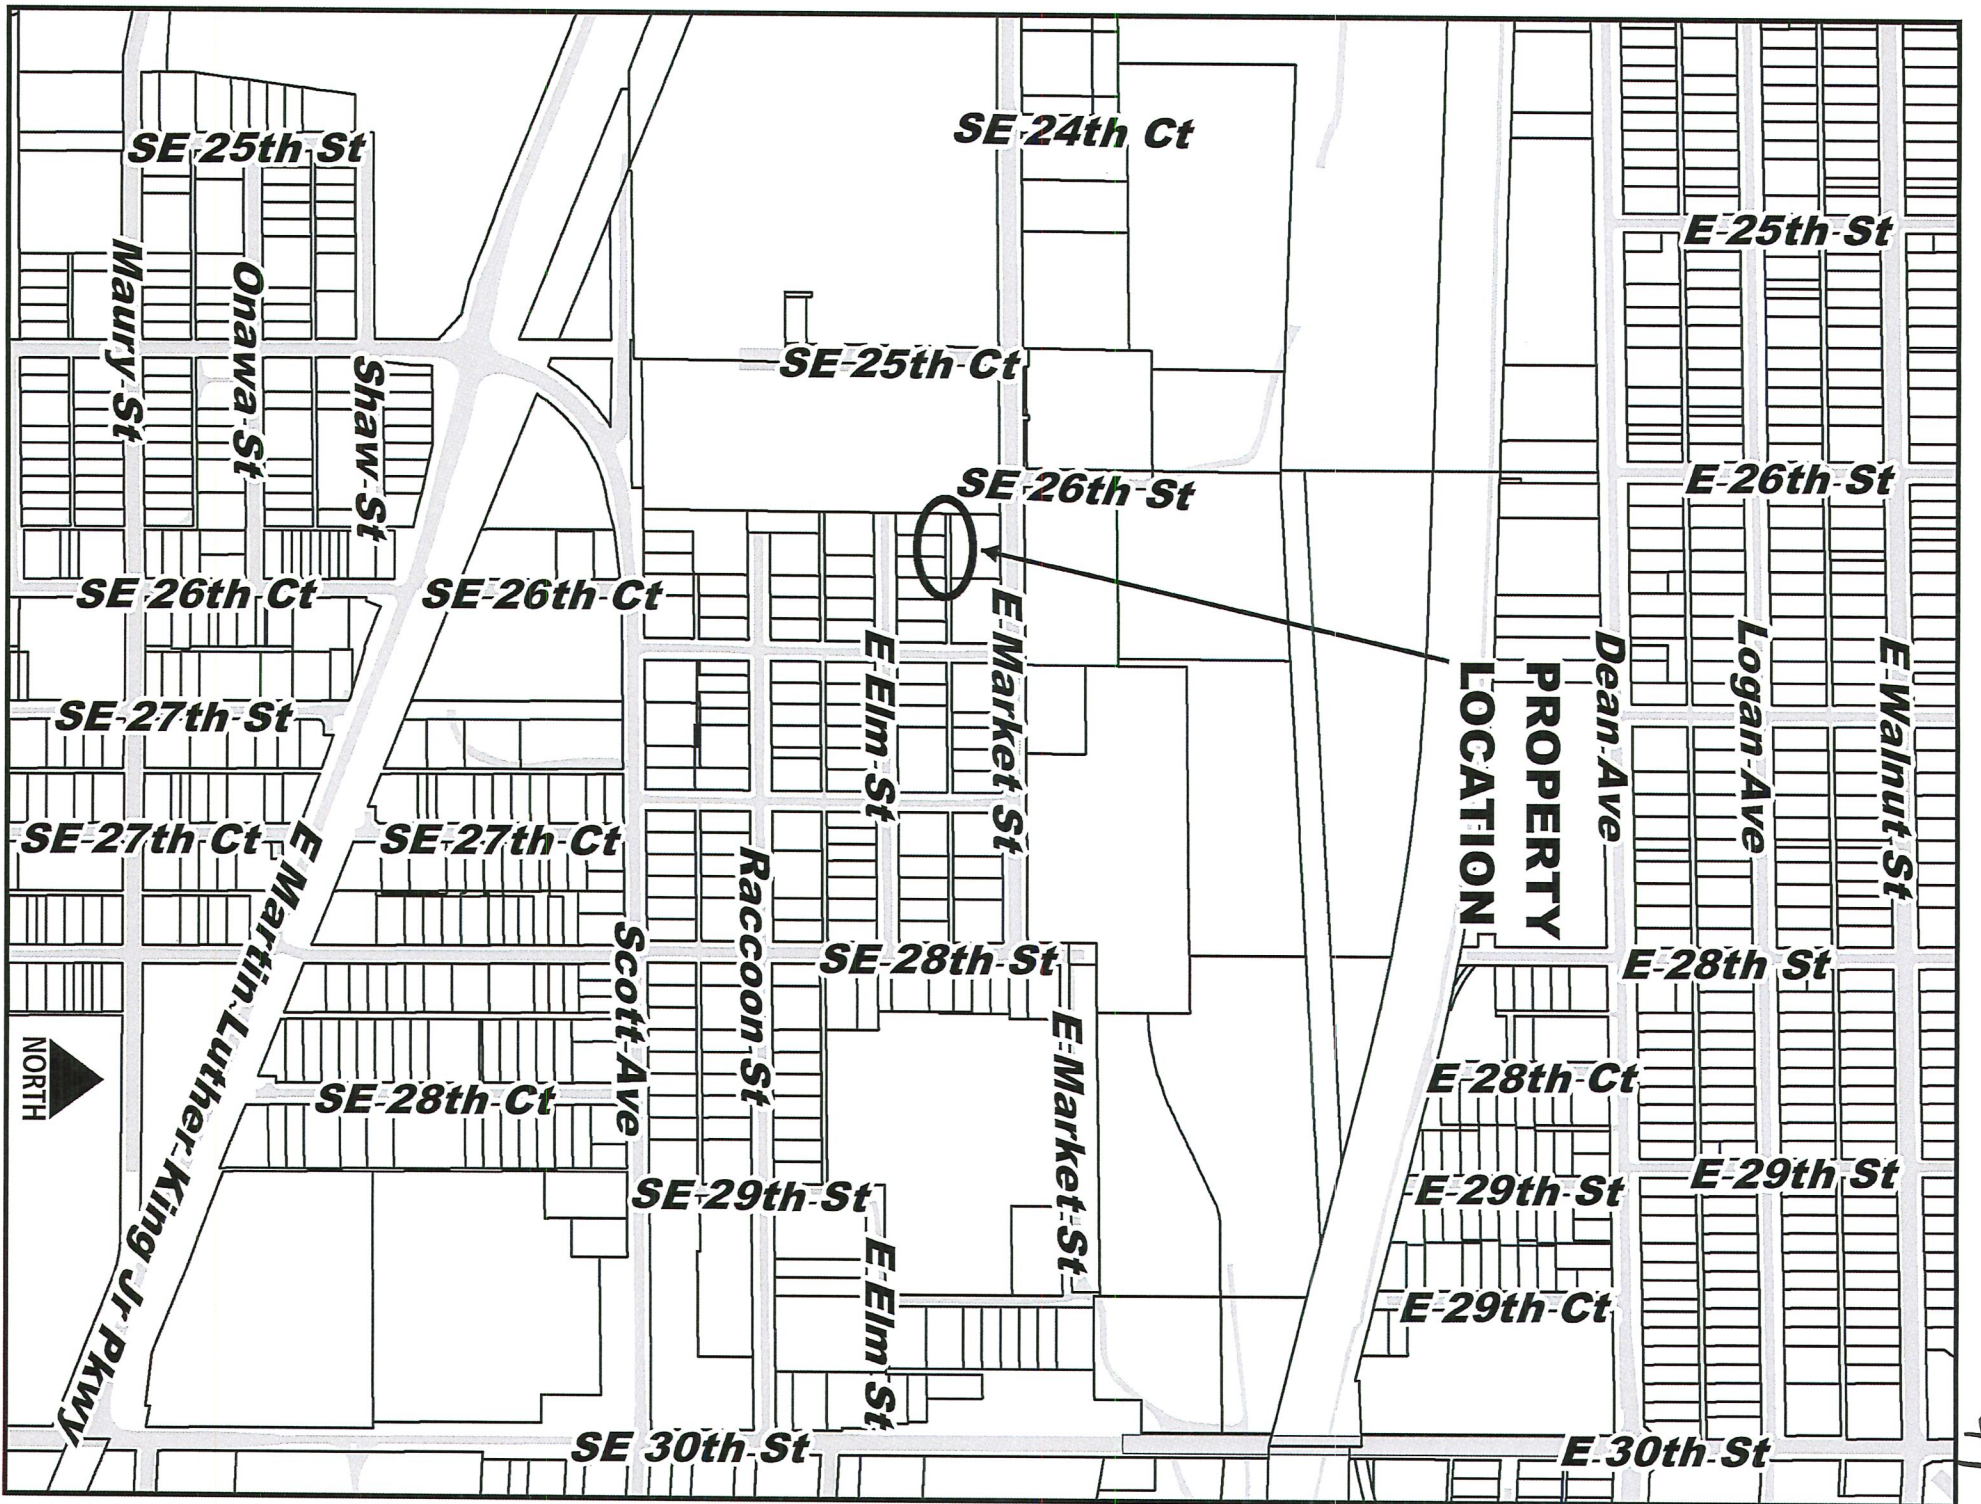 SE 25th St
SE 24th Ct
E 25th St
Maury St
Onawa St
Shaw St
SE 25th Ct
SE 26th St
E 26th St
SE 26th Ct
SE 26th Ct
E Elm St
E Market St
PROPERTY
LOCATION
Dean Ave
Logan Ave
E Walnut St
SE 27th St
SE 27th Ct
SE 27th Ct
E Martin Luther King Jr Pkwy
Scott Ave
Raccoon St
SE 28th St
E 28th St
NORTH
SE 28th Ct
E Market St
E 28th Ct
SE 29th St
E 29th St
E 29th St
E Elm St
E 29th Ct
SE 30th St
E 30th St